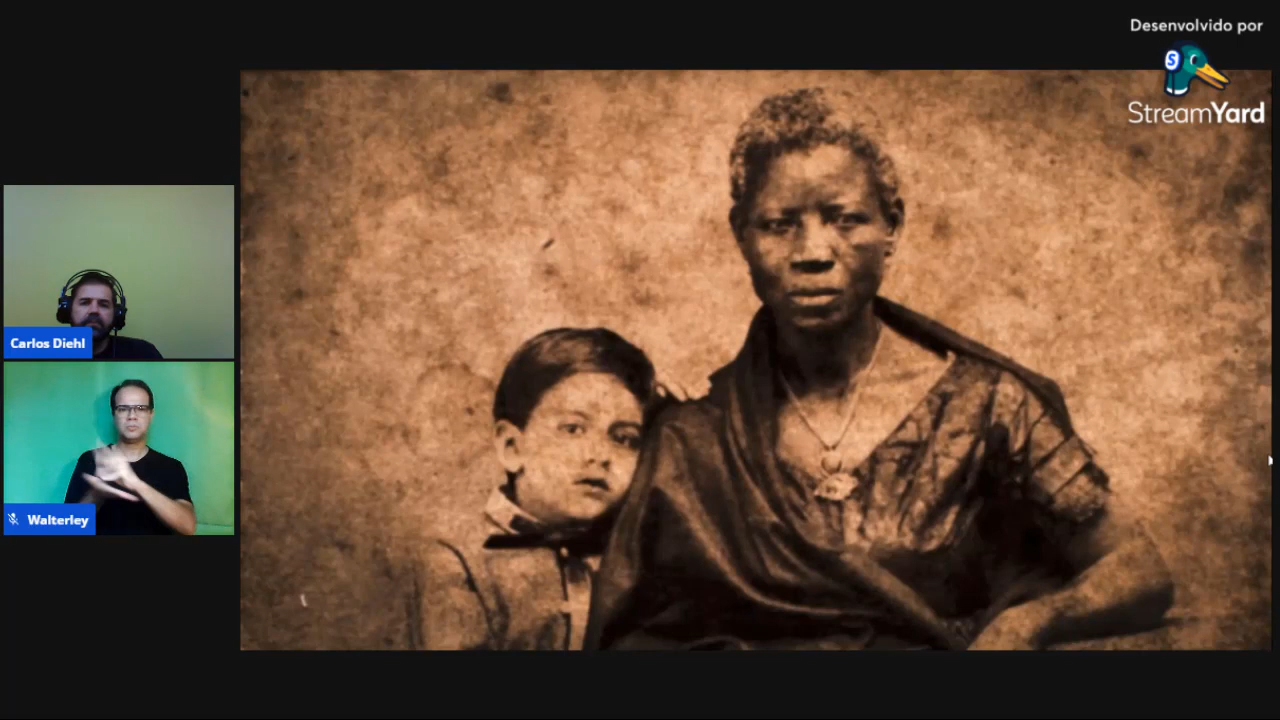 Desenvolvido por
S
StreamYard
Carlos Diehl
Walterley